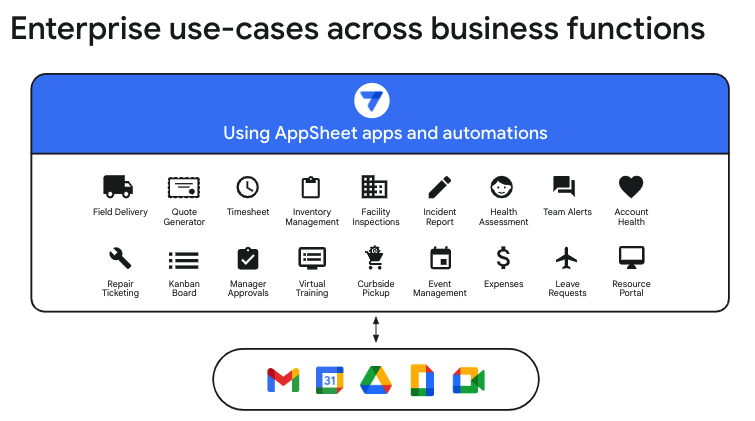 Enterprise use-cases across business functions
Using AppSheet apps and automations
Field Delivery
Quote
Generator
Timesheet
Inventory
Management
Facility
Inspections
Incident
Report
Health
Assessment
Team Alerts
Account
Health
Repair
Ticketing
Kanban
Board
Manager
Approvals
Virtual
Training
Curbside
Pickup
Event
Management
$
Expenses
Leave
Requests
Resource
Portal
31